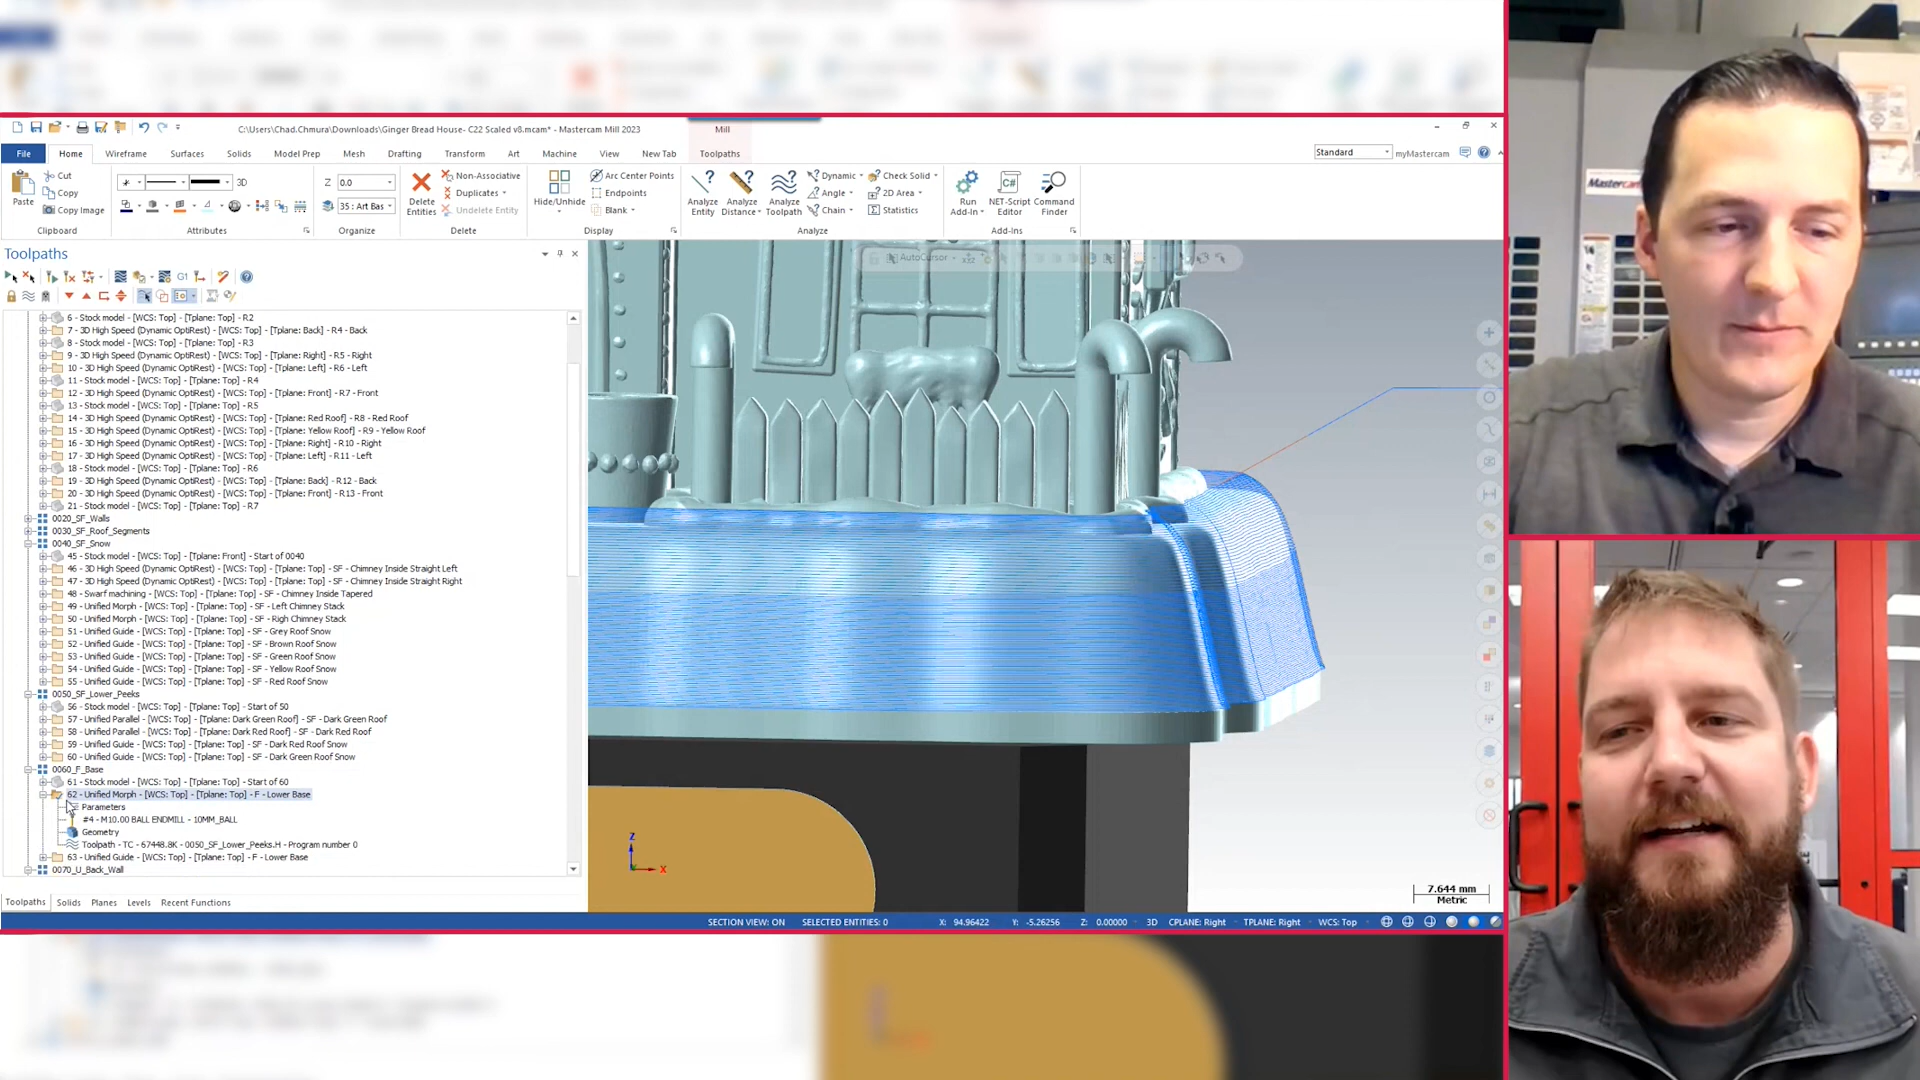 C:\Users\Chad.Chmura\Downloads\Ginger Bread House- C22 Scaled v8.mcam* - Mastercam Mill 2023
Mill
File Home Wireframe Surfaces Solids Model Prep Mesh Drafting Transform Art Machine View New Tab Toolpaths
Standard
myMastercam
Paste
Cut
Copy
Copy Image
Clipboard
3D
Attributes
Z 0.0
35 : Art Bas
Organize
Delete Entities
Non-Associative
Duplicates
Undelete Entity
Delete
Hide/Unhide
Arc Center Points
Endpoints
Blank
Display
Analyze Entity
Analyze Distance
Analyze Toolpath
Dynamic
Angle
Chain
Check Solid
2D Area
Statistics
Analyze
Run Add-In
C#
.NET-Script Editor
Command Finder
Add-Ins
Toolpaths
G1
AutoCursor
6 - Stock model - [WCS: Top] - [Tplane: Top] - R2
7 - 3D High Speed (Dynamic OptiRest) - [WCS: Top] - [Tplane: Back] - R4 - Back
8 - Stock model - [WCS: Top] - [Tplane: Top] - R3
9 - 3D High Speed (Dynamic OptiRest) - [WCS: Top] - [Tplane: Right] - R5 - Right
10 - 3D High Speed (Dynamic OptiRest) - [WCS: Top] - [Tplane: Left] - R6 - Left
11 - Stock model - [WCS: Top] - [Tplane: Top] - R4
12 - 3D High Speed (Dynamic OptiRest) - [WCS: Top] - [Tplane: Front] - R7 - Front
13 - Stock model - [WCS: Top] - [Tplane: Top] - R5
14 - 3D High Speed (Dynamic OptiRest) - [WCS: Top] - [Tplane: Red Roof] - R8 - Red Roof
15 - 3D High Speed (Dynamic OptiRest) - [WCS: Top] - [Tplane: Yellow Roof] - R9 - Yellow Roof
16 - 3D High Speed (Dynamic OptiRest) - [WCS: Top] - [Tplane: Right] - R10 - Right
17 - 3D High Speed (Dynamic OptiRest) - [WCS: Top] - [Tplane: Left] - R11 - Left
18 - Stock model - [WCS: Top] - [Tplane: Top] - R6
19 - 3D High Speed (Dynamic OptiRest) - [WCS: Top] - [Tplane: Back] - R12 - Back
20 - 3D High Speed (Dynamic OptiRest) - [WCS: Top] - [Tplane: Front] - R13 - Front
21 - Stock model - [WCS: Top] - [Tplane: Top] - R7
0020_SF_Walls
0030_SF_Roof_Segments
0040_SF_Snow
45 - Stock model - [WCS: Top] - [Tplane: Front] - Start of 0040
46 - 3D High Speed (Dynamic OptiRest) - [WCS: Top] - [Tplane: Top] - SF - Chimney Inside Straight Left
47 - 3D High Speed (Dynamic OptiRest) - [WCS: Top] - [Tplane: Top] - SF - Chimney Inside Straight Right
48 - Swarf machining - [WCS: Top] - [Tplane: Top] - SF - Chimney Inside Tapered
49 - Unified Morph - [WCS: Top] - [Tplane: Top] - SF - Left Chimney Stack
50 - Unified Morph - [WCS: Top] - [Tplane: Top] - SF - Righ Chimney Stack
51 - Unified Guide - [WCS: Top] - [Tplane: Top] - SF - Grey Roof Snow
52 - Unified Guide - [WCS: Top] - [Tplane: Top] - SF - Brown Roof Snow
53 - Unified Guide - [WCS: Top] - [Tplane: Top] - SF - Green Roof Snow
54 - Unified Guide - [WCS: Top] - [Tplane: Top] - SF - Yellow Roof Snow
55 - Unified Guide - [WCS: Top] - [Tplane: Top] - SF - Red Roof Snow
0050_SF_Lower_Peeks
56 - Stock model - [WCS: Top] - [Tplane: Top] - Start of 50
57 - Unified Parallel - [WCS: Top] - [Tplane: Dark Green Roof] - SF - Dark Green Roof
58 - Unified Parallel - [WCS: Top] - [Tplane: Dark Red Roof] - SF - Dark Red Roof
59 - Unified Guide - [WCS: Top] - [Tplane: Top] - SF - Dark Red Roof Snow
60 - Unified Guide - [WCS: Top] - [Tplane: Top] - SF - Dark Green Roof Snow
0060_F_Base
61 - Stock model - [WCS: Top] - [Tplane: Top] - Start of 60
62 - Unified Morph - [WCS: Top] - [Tplane: Top] - F - Lower Base
Parameters
#4 - M10.00 BALL ENDMILL - 10MM_BALL
Geometry
Toolpath - TC - 67448.8K - 0050_SF_Lower_Peeks.H - Program number 0
63 - Unified Guide - [WCS: Top] - [Tplane: Top] - F - Lower Base
0070_U_Back_Wall
Toolpaths Solids Planes Levels Recent Functions
Z
X
7.644 mm
Metric
SECTION VIEW: ON SELECTED ENTITIES: 0 X: 94.96422 Y: -5.26256 Z: 0.00000 3D CPLANE: Right TPLANE: Right WCS: Top
Mastercam